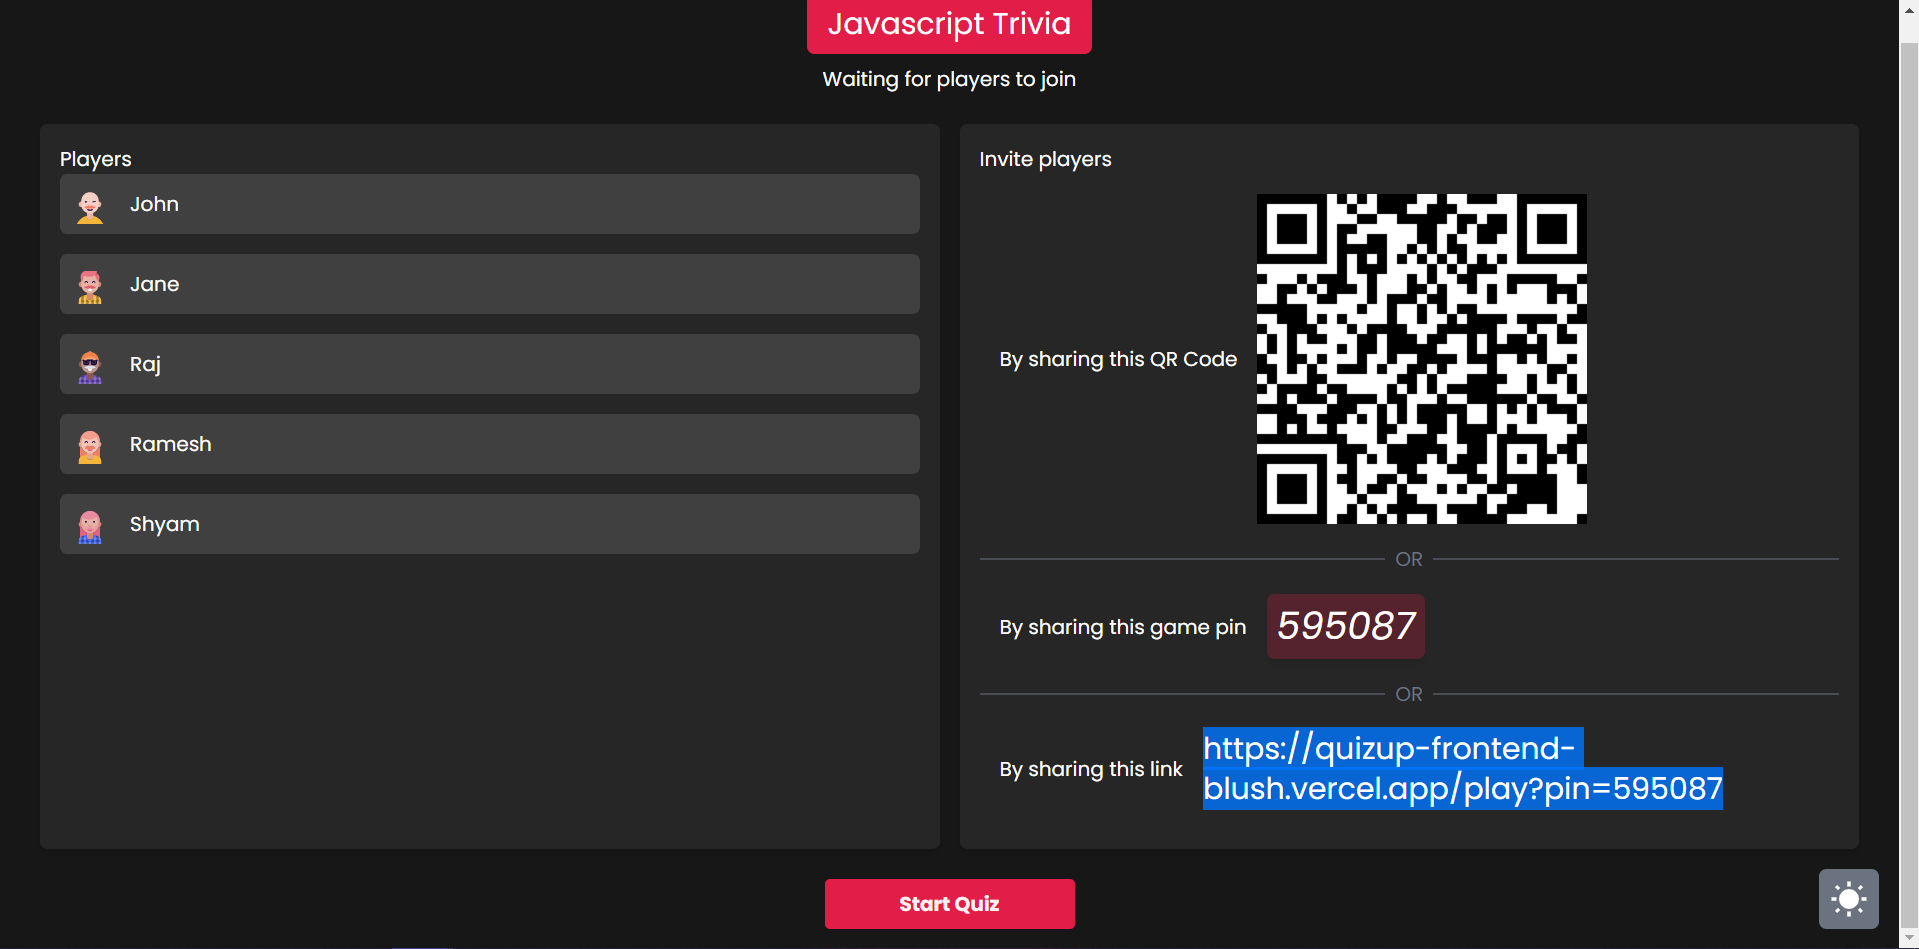 Javascript Trivia
Waiting for players to join
Players
John
Jane
Raj
Ramesh
Shyam
Invite players
By sharing this QR Code
OR
By sharing this game pin 595087
OR
By sharing this link
https://quizup-frontend-
blush.vercel.app/play?pin=595087
Start Quiz